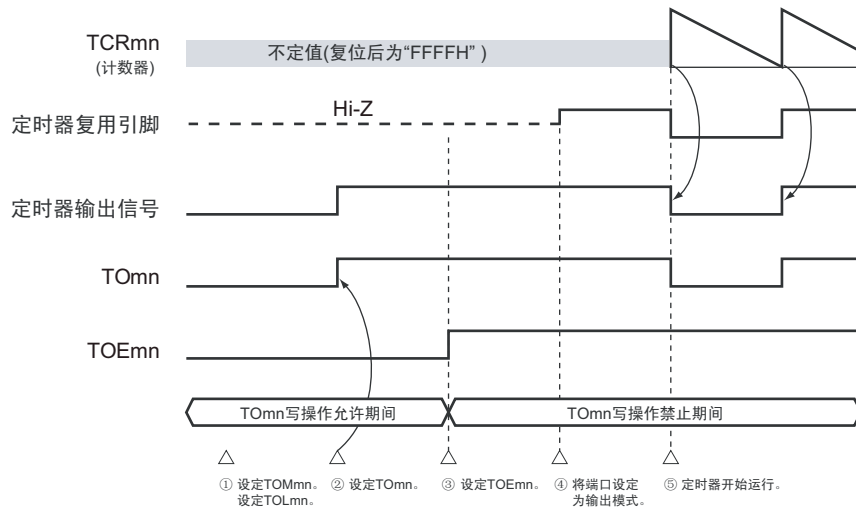 TCRmn
(计数器)
不定值(复位后为“FFFFH” )
定时器复用引脚
Hi-Z
定时器输出信号
TOmn
TOEmn
TOmn写操作允许期间
TOmn写操作禁止期间
① 设定TOMmn。
设定TOLmn。
② 设定TOmn。
③ 设定TOEmn。
④ 将端口设定
为输出模式。
⑤ 定时器开始运行。